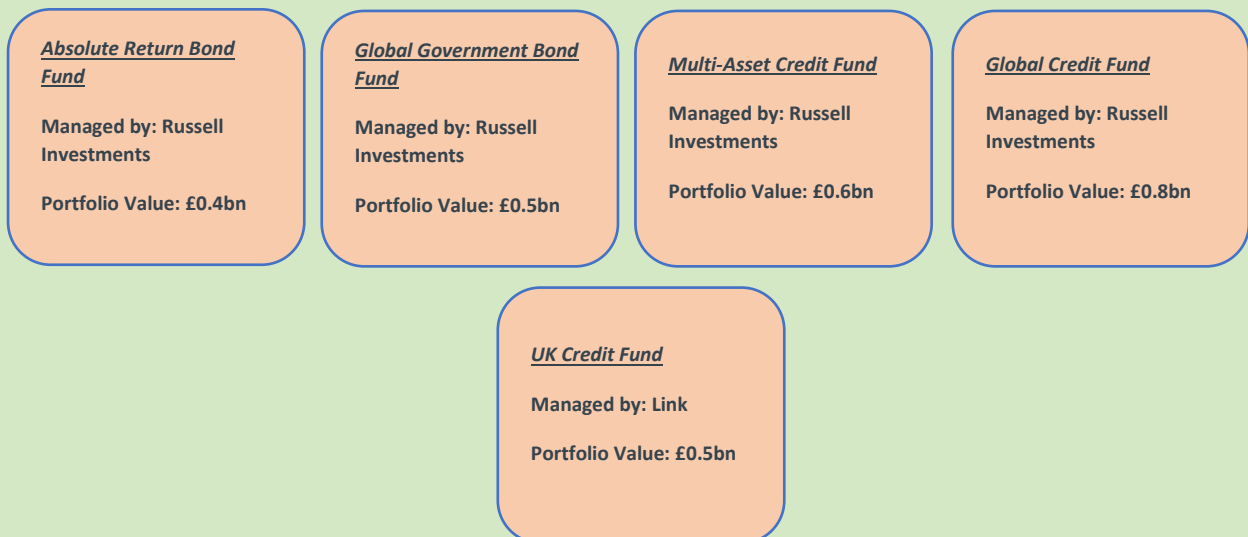 Absolute Return Bond
Fund
Managed by: Russell
Investments
Portfolio Value: £0.4bn
Global Government Bond
Fund
Managed by: Russell
Investments
Portfolio Value: £0.5bn
Multi-Asset Credit Fund
Managed by: Russell
Investments
Portfolio Value: £0.6bn
Global Credit Fund
Managed by: Russell
Investments
Portfolio Value: £0.8bn
UK Credit Fund
Managed by: Link
Portfolio Value: £0.5bn